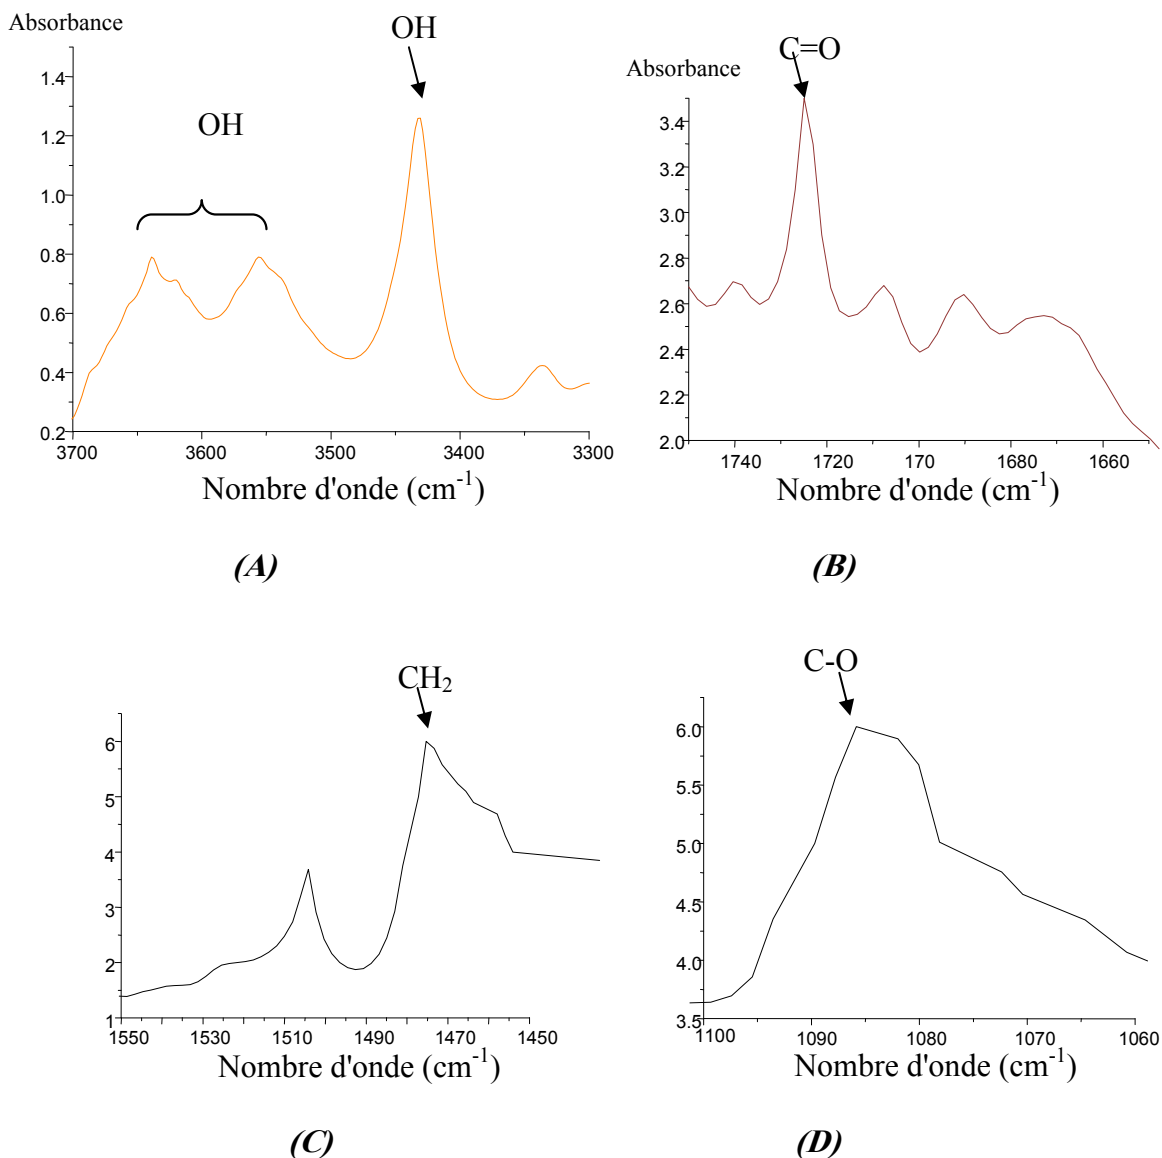 Absorbance
OH
OH
1.4
1.2
1.0
0.8
0.6
0.4
0.2
3700 3600 3500 3400 3300
Nombre d'onde (cm-1)
(A)
C=O
Absorbance
3.4
3.2
3.0
2.8
2.6
2.4
2.2
2.0
1740 1720 170 1680 1660
Nombre d'onde (cm-1)
(B)
CH2
6
5
4
3
2
1
1550 1530 1510 1490 1470 1450
Nombre d'onde (cm-1)
(C)
C-O
6.0
5.5
5.0
4.5
4.0
3.5
1100 1090 1080 1070 1060
Nombre d'onde (cm-1)
(D)